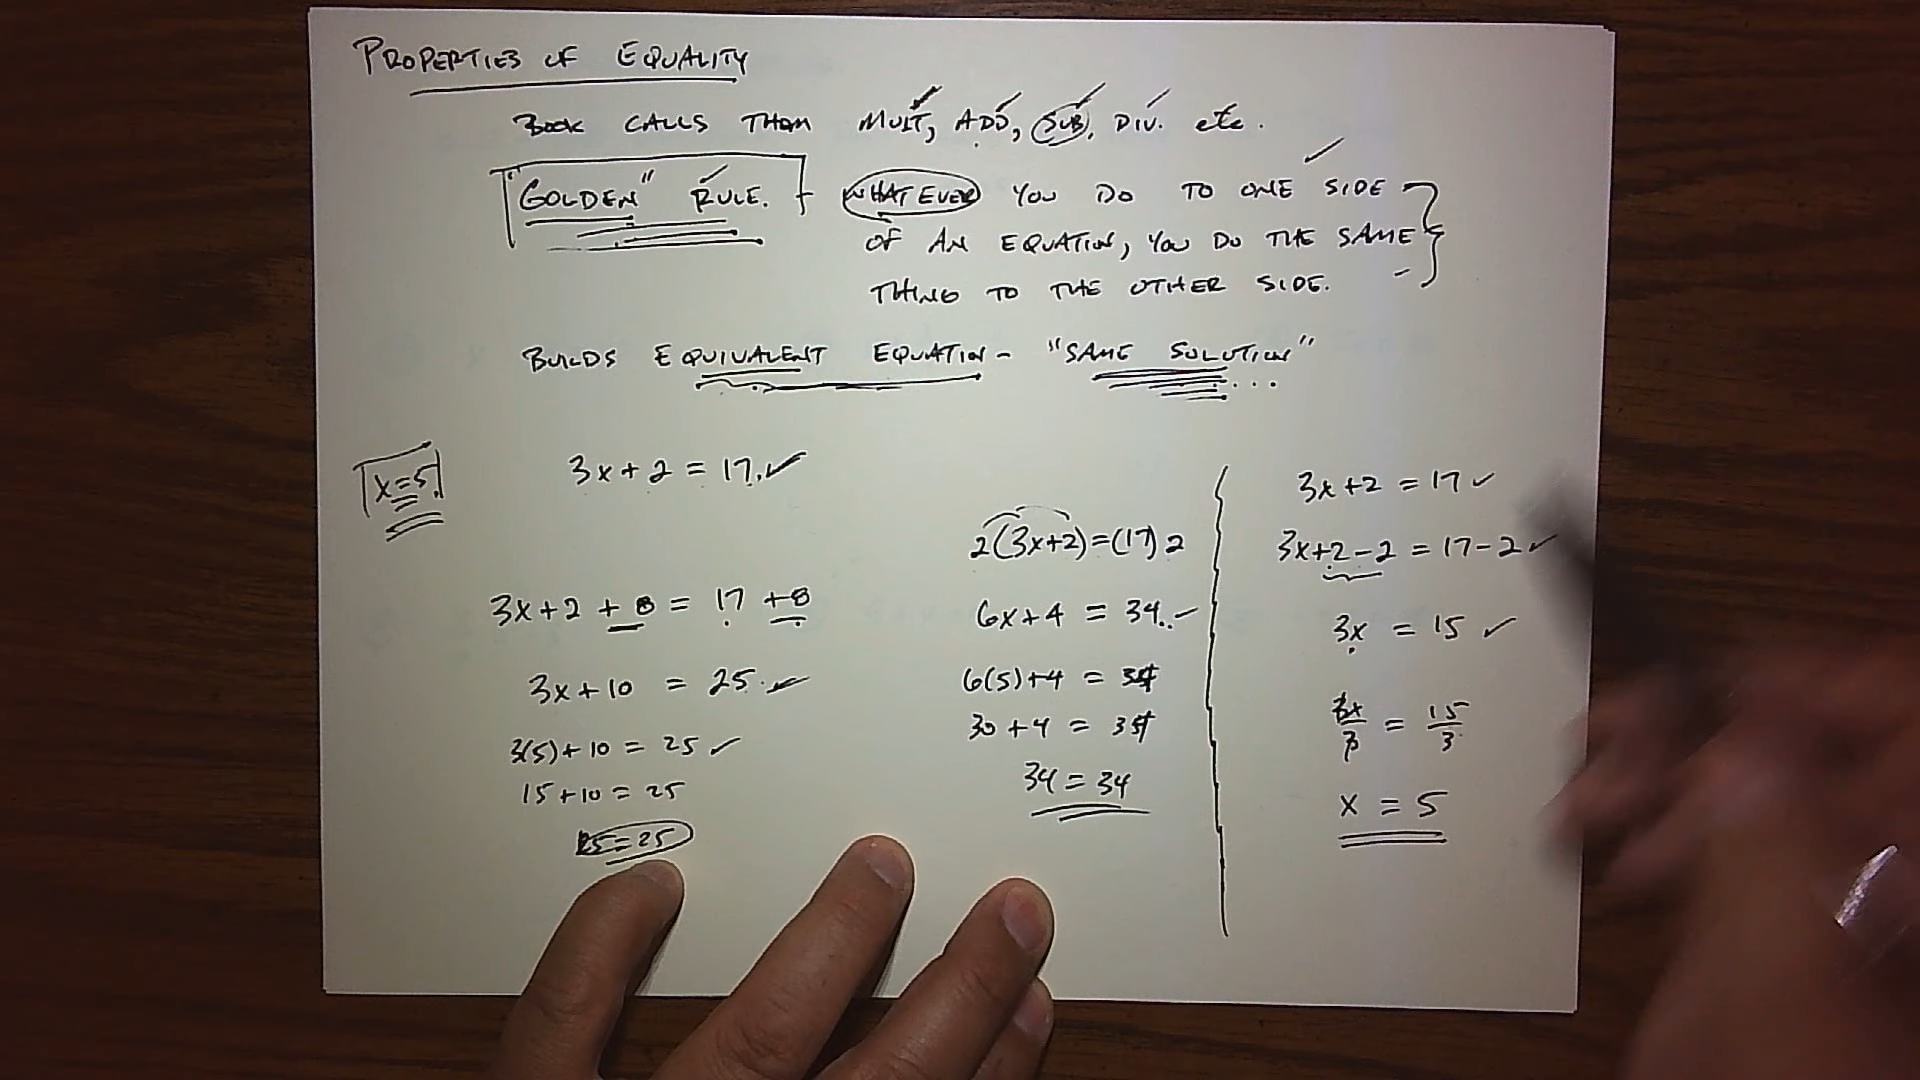 PROPERTIES OF EQUALITY
BOOK CALLS THEM MULT, ADD, SUB, DIV. etc.
"GOLDEN" RULE. - WHATEVER YOU DO TO ONE SIDE
OF AN EQUATION, YOU DO THE SAME
THING TO THE OTHER SIDE.
BUILDS EQUIVALENT EQUATION - "SAME SOLUTION" ...
x=5.
3x+2 = 17. ✓
3x+2 +8 = 17 +8
3x+10 = 25. ✓
3(5)+10 = 25 ✓
15+10 = 25
25=25
2(3x+2)=(17)2
6x+4 = 34.. ✓
6(5)+4 = 34
30+4 = 34
34=34
3x+2 = 17 ✓
3x+2-2 = 17-2 ✓
3x = 15 ✓
3x/3 = 15/3
x = 5